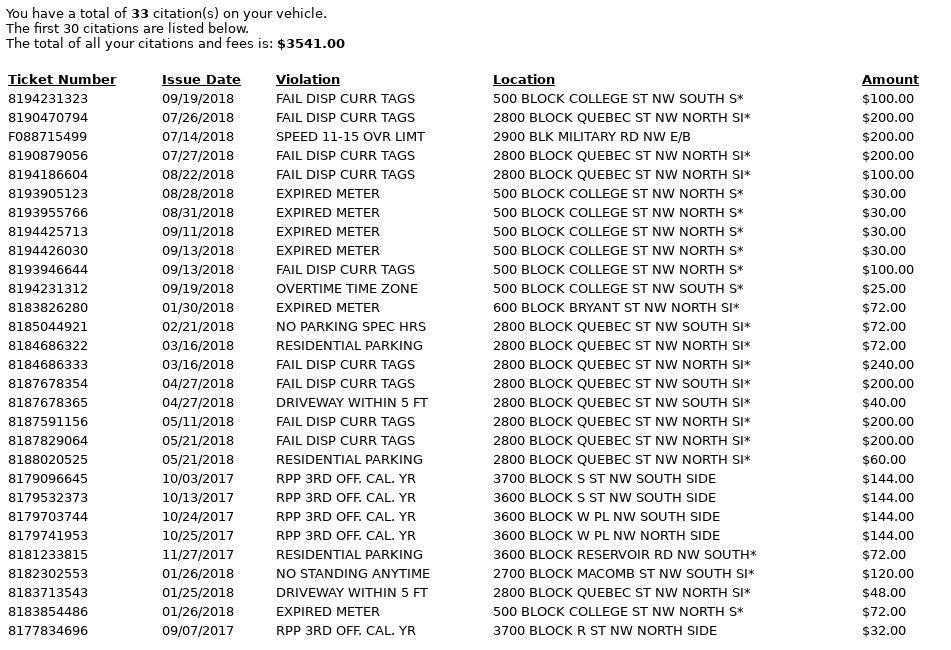 You have a total of 33 citation(s) on your vehicle.
The first 30 citations are listed below.
The total of all your citations and fees is: $3541.00
Ticket Number Issue Date Violation Location Amount
8194231323 09/19/2018 FAIL DISP CURR TAGS 500 BLOCK COLLEGE ST NW SOUTH S* $100.00
8190470794 07/26/2018 FAIL DISP CURR TAGS 2800 BLOCK QUEBEC ST NW NORTH SI* $200.00
F088715499 07/14/2018 SPEED 11-15 OVR LIMT 2900 BLK MILITARY RD NW E/B $200.00
8190879056 07/27/2018 FAIL DISP CURR TAGS 2800 BLOCK QUEBEC ST NW NORTH SI* $200.00
8194186604 08/22/2018 FAIL DISP CURR TAGS 2800 BLOCK QUEBEC ST NW NORTH SI* $100.00
8193905123 08/28/2018 EXPIRED METER 500 BLOCK COLLEGE ST NW NORTH S* $30.00
8193955766 08/31/2018 EXPIRED METER 500 BLOCK COLLEGE ST NW NORTH S* $30.00
8194425713 09/11/2018 EXPIRED METER 500 BLOCK COLLEGE ST NW NORTH S* $30.00
8194426030 09/13/2018 EXPIRED METER 500 BLOCK COLLEGE ST NW NORTH S* $30.00
8193946644 09/13/2018 FAIL DISP CURR TAGS 500 BLOCK COLLEGE ST NW NORTH S* $100.00
8194231312 09/19/2018 OVERTIME TIME ZONE 500 BLOCK COLLEGE ST NW SOUTH S* $25.00
8183826280 01/30/2018 EXPIRED METER 600 BLOCK BRYANT ST NW NORTH SI* $72.00
8185044921 02/21/2018 NO PARKING SPEC HRS 2800 BLOCK QUEBEC ST NW SOUTH SI* $72.00
8184686322 03/16/2018 RESIDENTIAL PARKING 2800 BLOCK QUEBEC ST NW NORTH SI* $72.00
8184686333 03/16/2018 FAIL DISP CURR TAGS 2800 BLOCK QUEBEC ST NW NORTH SI* $240.00
8187678354 04/27/2018 FAIL DISP CURR TAGS 2800 BLOCK QUEBEC ST NW SOUTH SI* $200.00
8187678365 04/27/2018 DRIVEWAY WITHIN 5 FT 2800 BLOCK QUEBEC ST NW SOUTH SI* $40.00
8187591156 05/11/2018 FAIL DISP CURR TAGS 2800 BLOCK QUEBEC ST NW NORTH SI* $200.00
8187829064 05/21/2018 FAIL DISP CURR TAGS 2800 BLOCK QUEBEC ST NW NORTH SI* $200.00
8188020525 05/21/2018 RESIDENTIAL PARKING 2800 BLOCK QUEBEC ST NW NORTH SI* $60.00
8179096645 10/03/2017 RPP 3RD OFF. CAL. YR 3700 BLOCK S ST NW SOUTH SIDE $144.00
8179532373 10/13/2017 RPP 3RD OFF. CAL. YR 3600 BLOCK S ST NW SOUTH SIDE $144.00
8179703744 10/24/2017 RPP 3RD OFF. CAL. YR 3600 BLOCK W PL NW SOUTH SIDE $144.00
8179741953 10/25/2017 RPP 3RD OFF. CAL. YR 3600 BLOCK W PL NW NORTH SIDE $144.00
8181233815 11/27/2017 RESIDENTIAL PARKING 3600 BLOCK RESERVOIR RD NW SOUTH* $72.00
8182302553 01/26/2018 NO STANDING ANYTIME 2700 BLOCK MACOMB ST NW SOUTH SI* $120.00
8183713543 01/25/2018 DRIVEWAY WITHIN 5 FT 2800 BLOCK QUEBEC ST NW NORTH SI* $48.00
8183854486 01/26/2018 EXPIRED METER 500 BLOCK COLLEGE ST NW NORTH S* $72.00
8177834696 09/07/2017 RPP 3RD OFF. CAL. YR 3700 BLOCK R ST NW NORTH SIDE $32.00